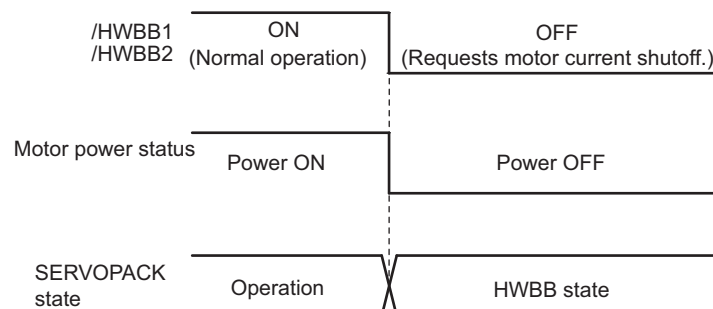 /HWBB1
/HWBB2
ON
(Normal operation)
OFF
(Requests motor current shutoff.)
Motor power status
Power ON
Power OFF
SERVOPACK
state
Operation
HWBB state